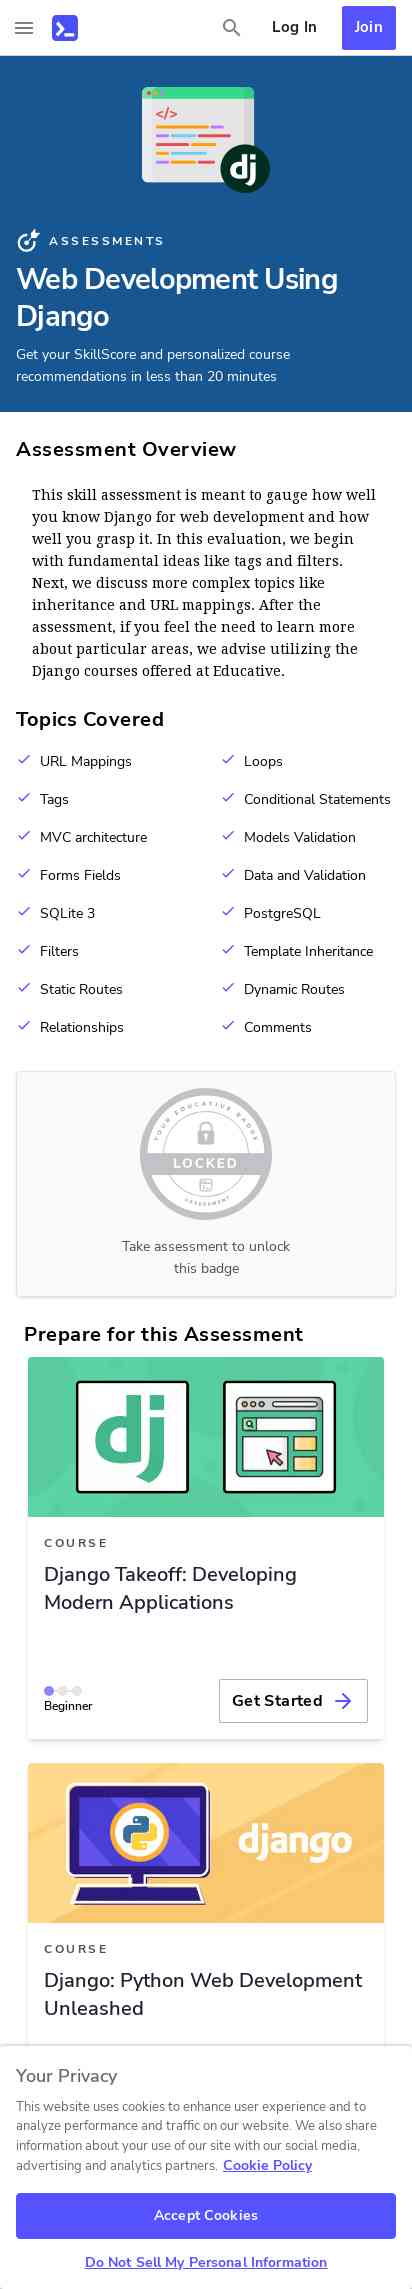 Log In
Join
</>
dj
ASSESSMENTS
Web Development Using
Django
Get your SkillScore and personalized course
recommendations in less than 20 minutes
Assessment Overview
This skill assessment is meant to gauge how well
you know Django for web development and how
well you grasp it. In this evaluation, we begin
with fundamental ideas like tags and filters.
Next, we discuss more complex topics like
inheritance and URL mappings. After the
assessment, if you feel the need to learn more
about particular areas, we advise utilizing the
Django courses offered at Educative.
Topics Covered
URL Mappings
Loops
Tags
Conditional Statements
MVC architecture
Models Validation
Forms Fields
Data and Validation
SQLite 3
PostgreSQL
Filters
Template Inheritance
Static Routes
Dynamic Routes
Relationships
Comments
YOUR EDUCATIVE BADGE
LOCKED
ASSESSMENT
Take assessment to unlock
this badge
Prepare for this Assessment
dj
COURSE
Django Takeoff: Developing
Modern Applications
Beginner
Get Started
django
COURSE
Django: Python Web Development
Unleashed
Your Privacy
This website uses cookies to enhance user experience and to
analyze performance and traffic on our website. We also share
information about your use of our site with our social media,
advertising and analytics partners. Cookie Policy
Accept Cookies
Do Not Sell My Personal Information